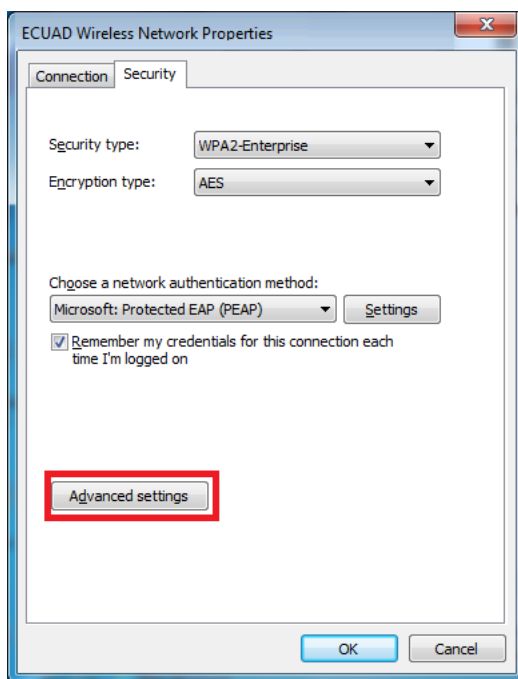 ECUAD Wireless Network Properties
Connection Security
Security type: WPA2-Enterprise
Encryption type: AES
Choose a network authentication method:
Microsoft: Protected EAP (PEAP) Settings
Remember my credentials for this connection each
time I'm logged on
Advanced settings
OK Cancel